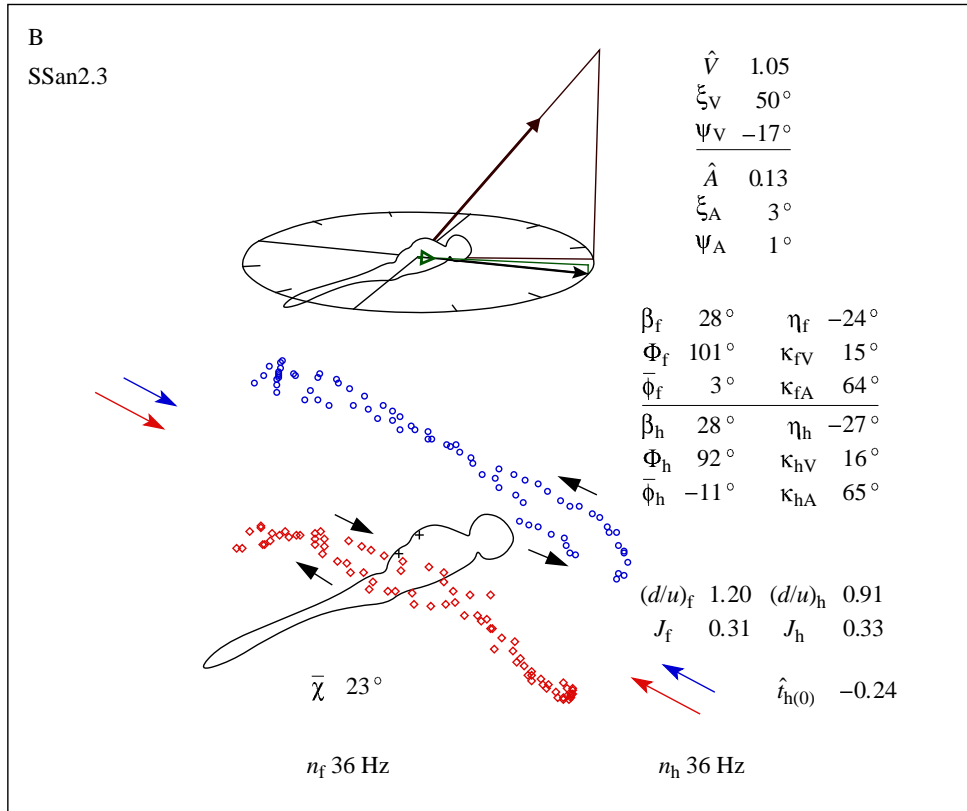 B
SSan2.3
V̂ 1.05
ξV 50°
ψV −17°
Â 0.13
ξA 3°
ψA 1°
βf 28° ηf −24°
Φf 101° κfV 15°
ϕ̅f 3° κfA 64°
βh 28° ηh −27°
Φh 92° κhV 16°
ϕ̅h −11° κhA 65°
(d/u)f 1.20 (d/u)h 0.91
Jf 0.31 Jh 0.33
χ̅ 23° t̂h(0) −0.24
nf 36 Hz nh 36 Hz